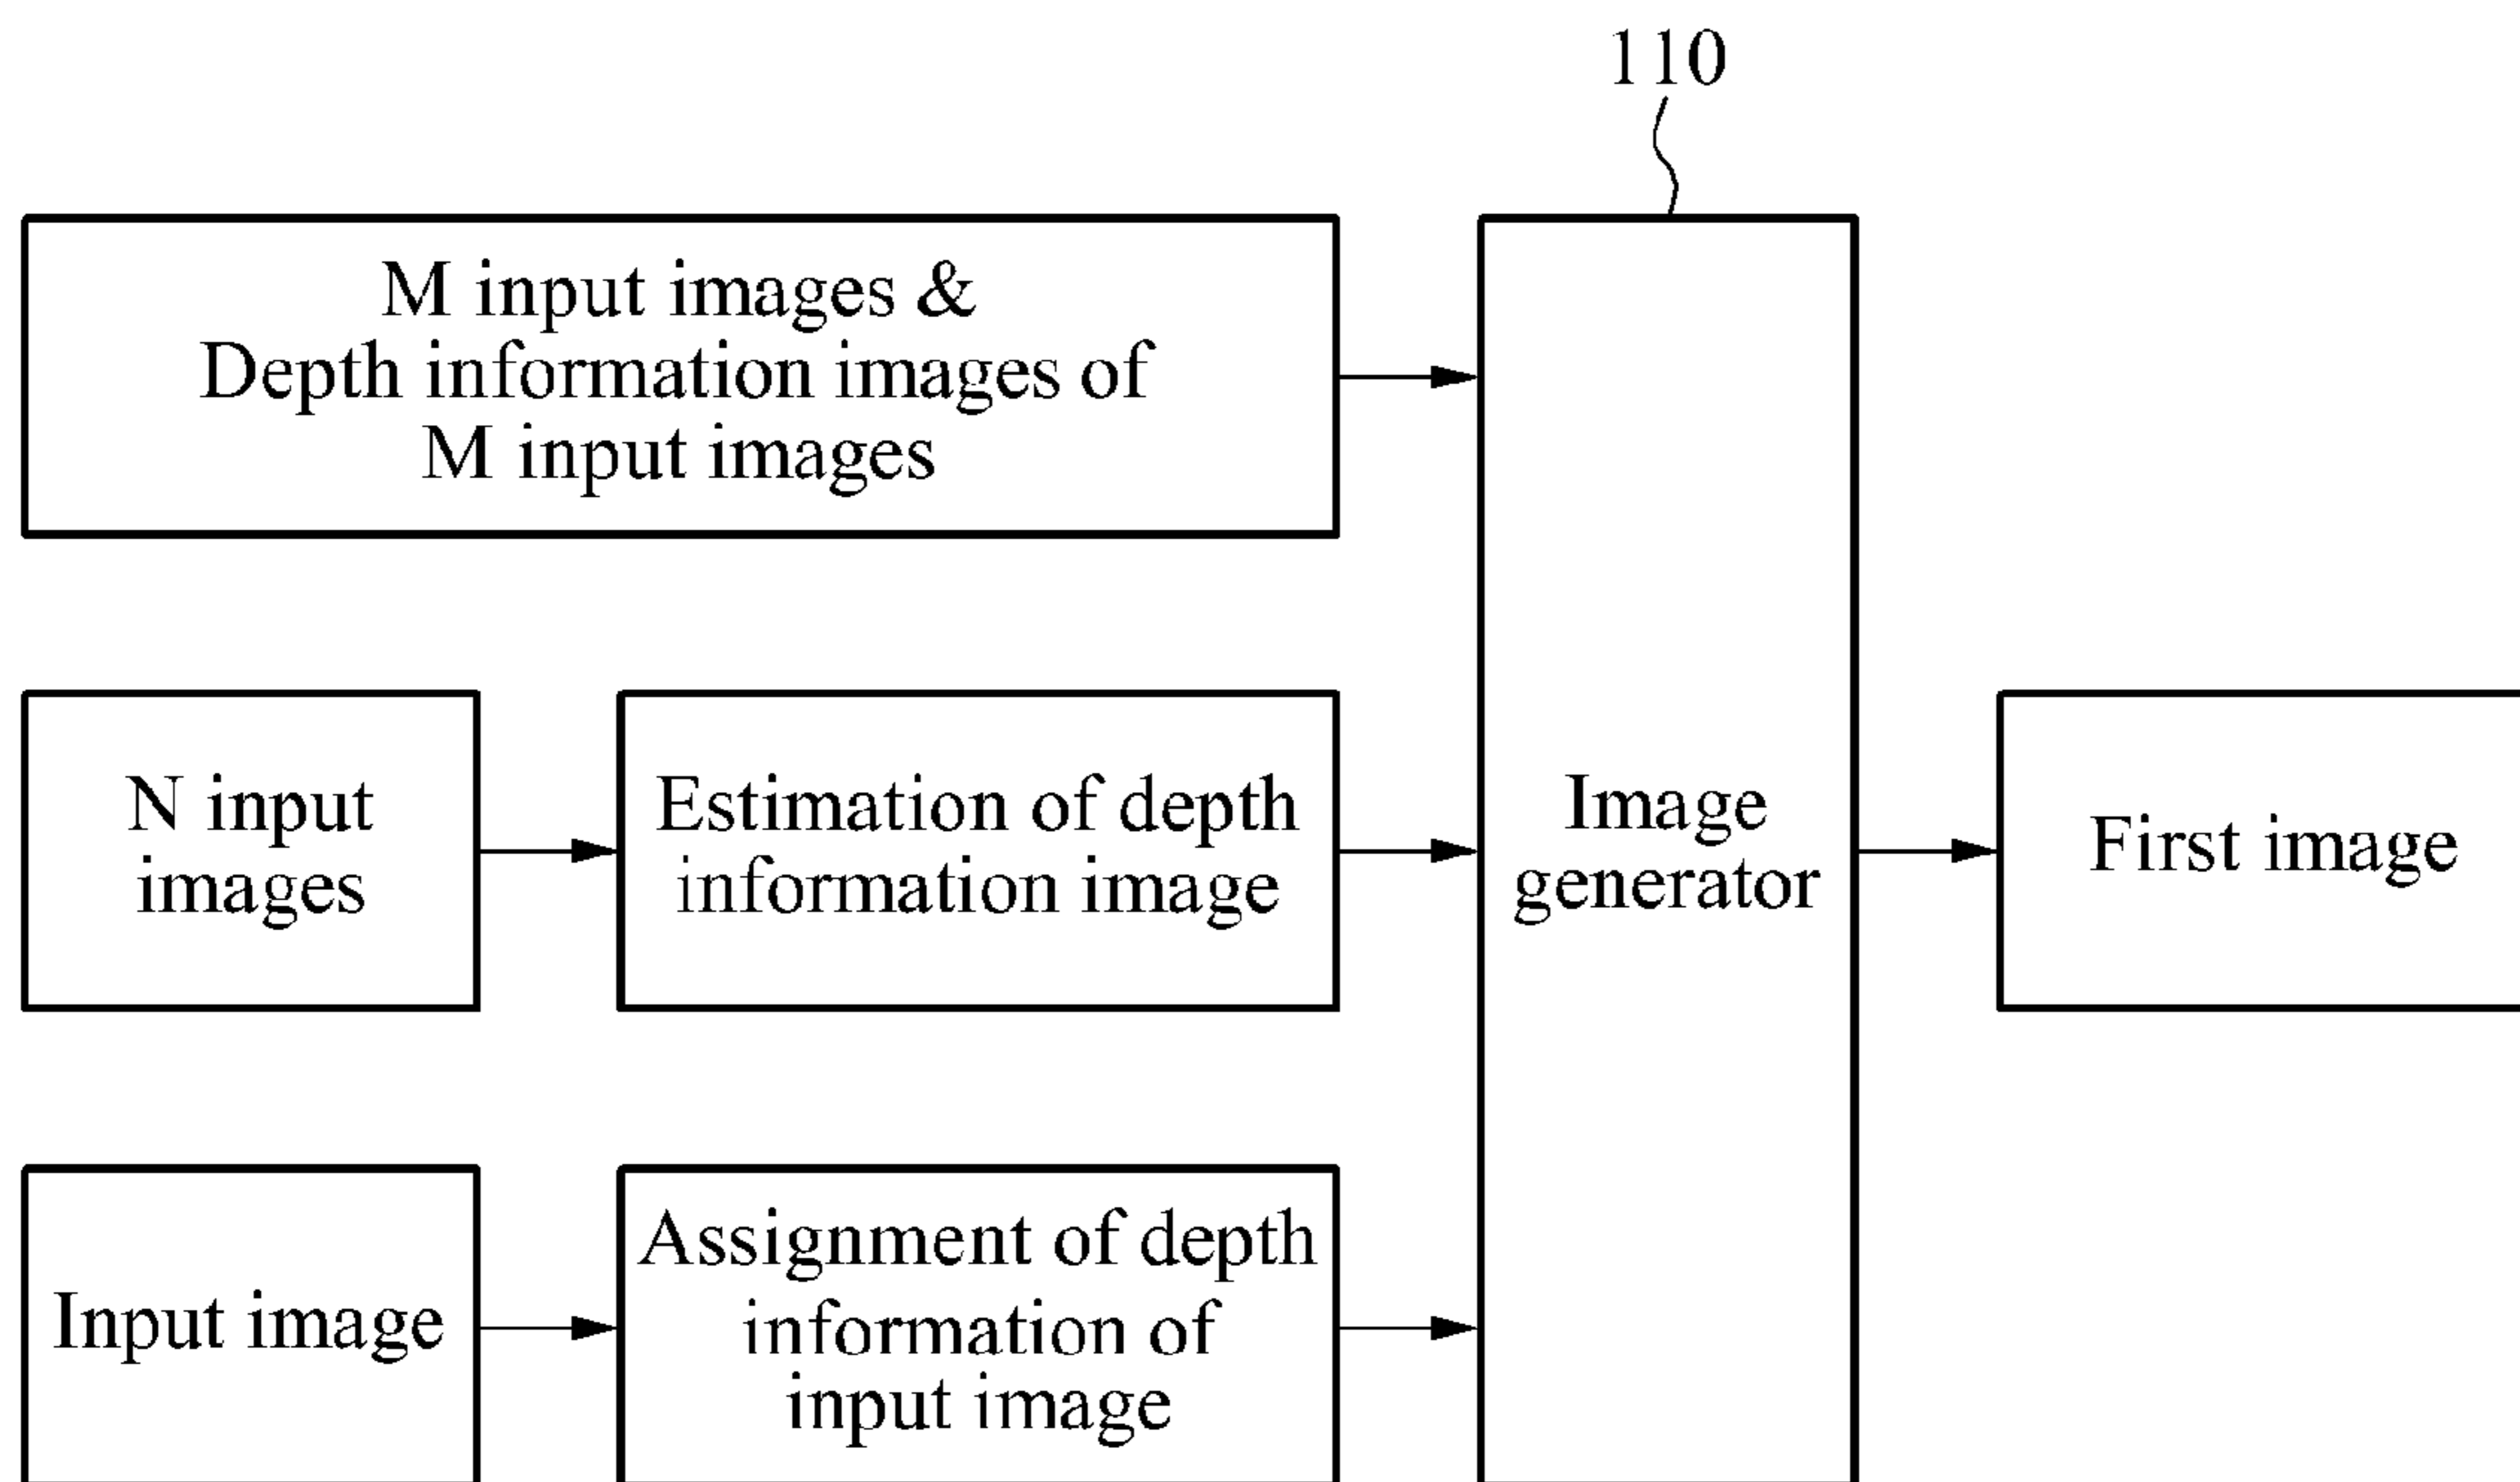 110
M input images &
Depth information images of
M input images
N input
images
Estimation of depth
information image
Image
generator
First image
Input image
Assignment of depth
information of
input image